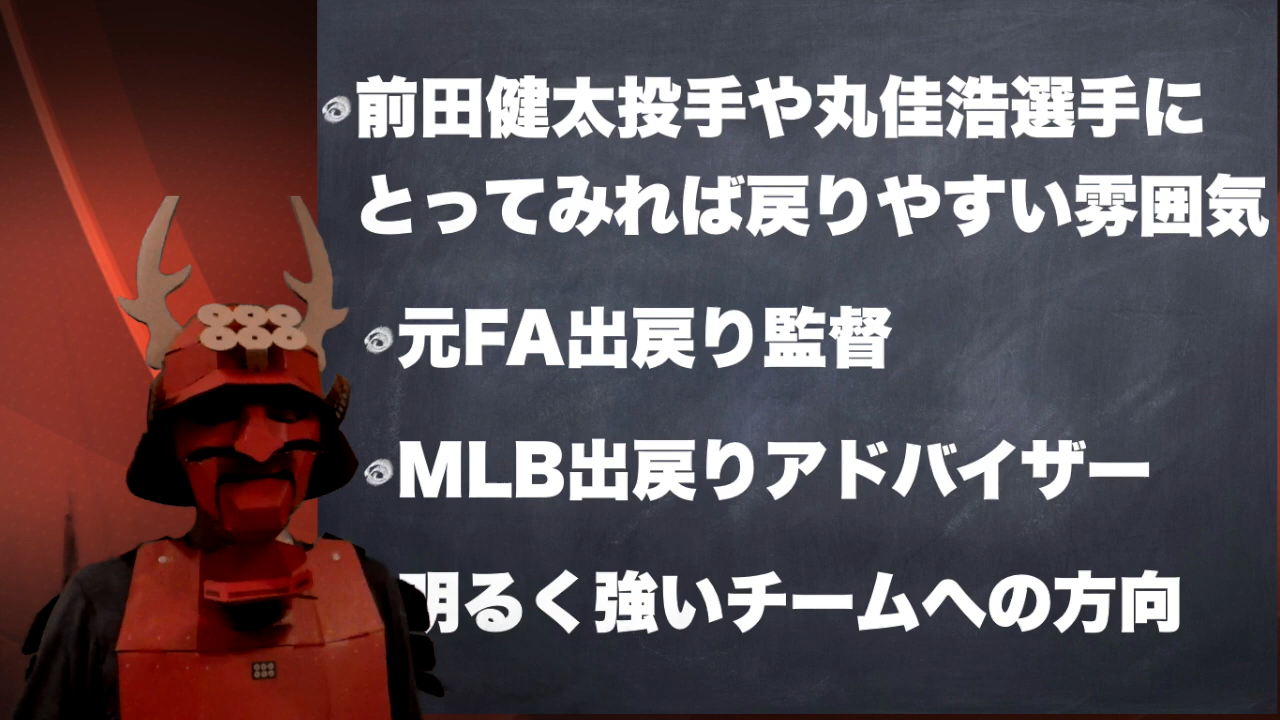 前田健太投手や丸佳浩選手に
とってみれば戻りやすい雰囲気
元FA出戻り監督
MLB出戻りアドバイザー
明るく強いチームへの方向